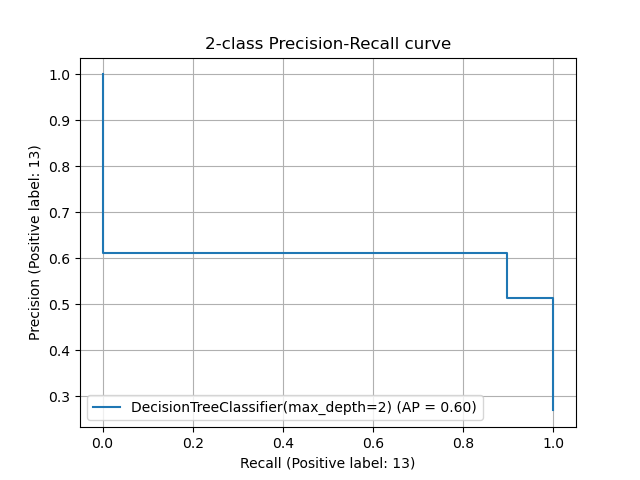 2-class Precision-Recall curve
Precision (Positive label: 13)
1.0
0.9
0.8
0.7
0.6
0.5
0.4
0.3
DecisionTreeClassifier(max_depth=2) (AP = 0.60)
0.0 0.2 0.4 0.6 0.8 1.0
Recall (Positive label: 13)